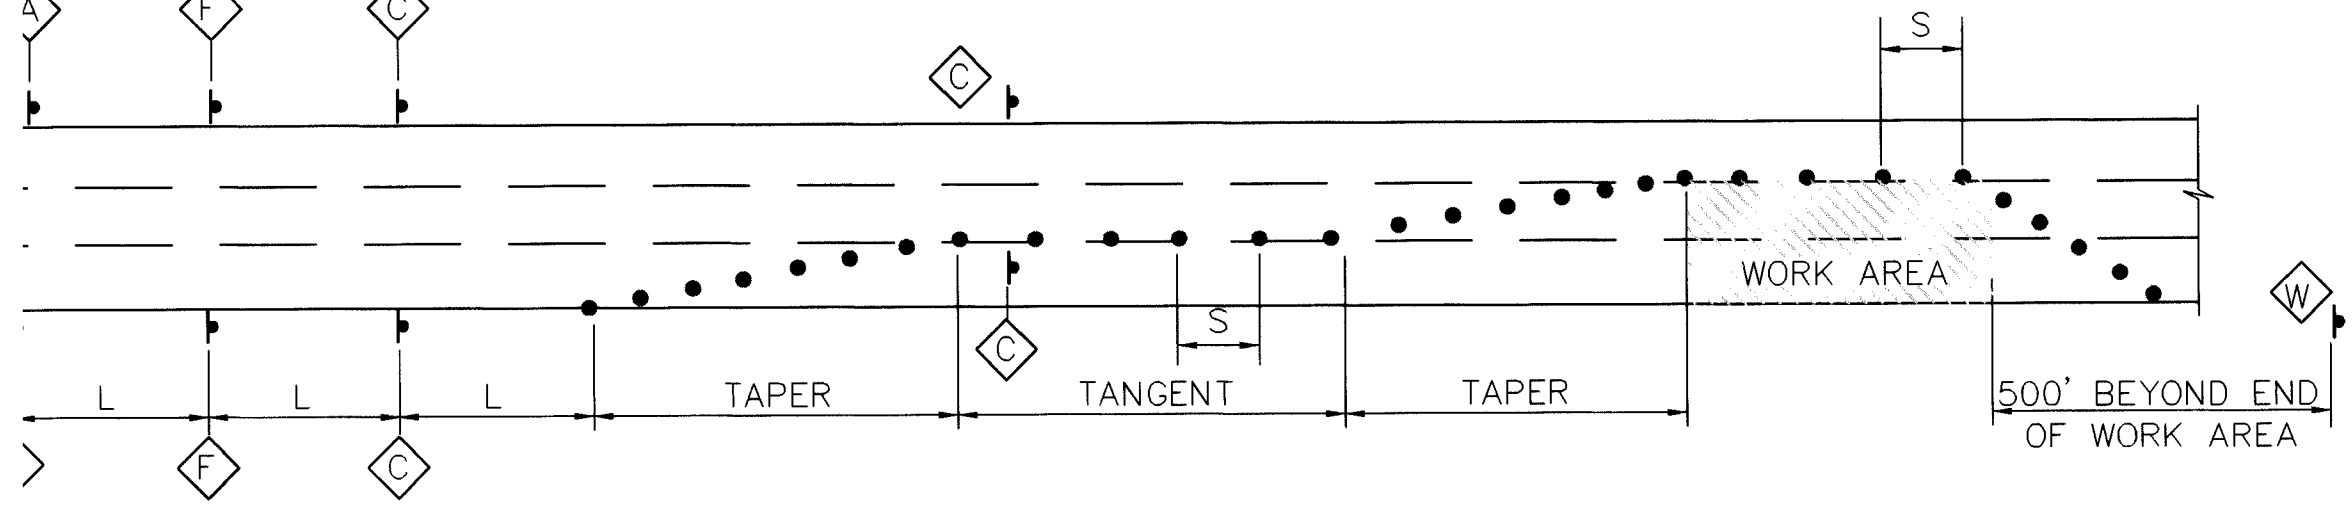 A
F
C
C
S
WORK AREA
W
S
C
L
L
L
TAPER
TANGENT
TAPER
500' BEYOND END
OF WORK AREA
F
C